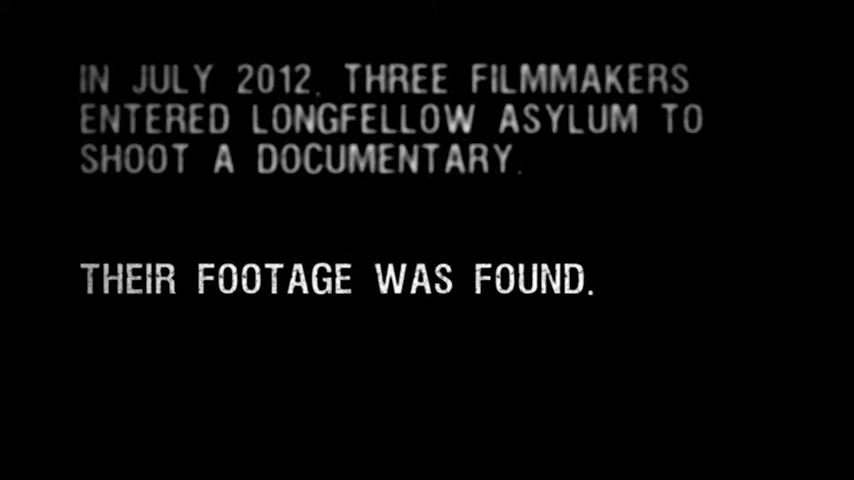 IN JULY 2012, THREE FILMMAKERS
ENTERED LONGFELLOW ASYLUM TO
SHOOT A DOCUMENTARY.
THEIR FOOTAGE WAS FOUND.